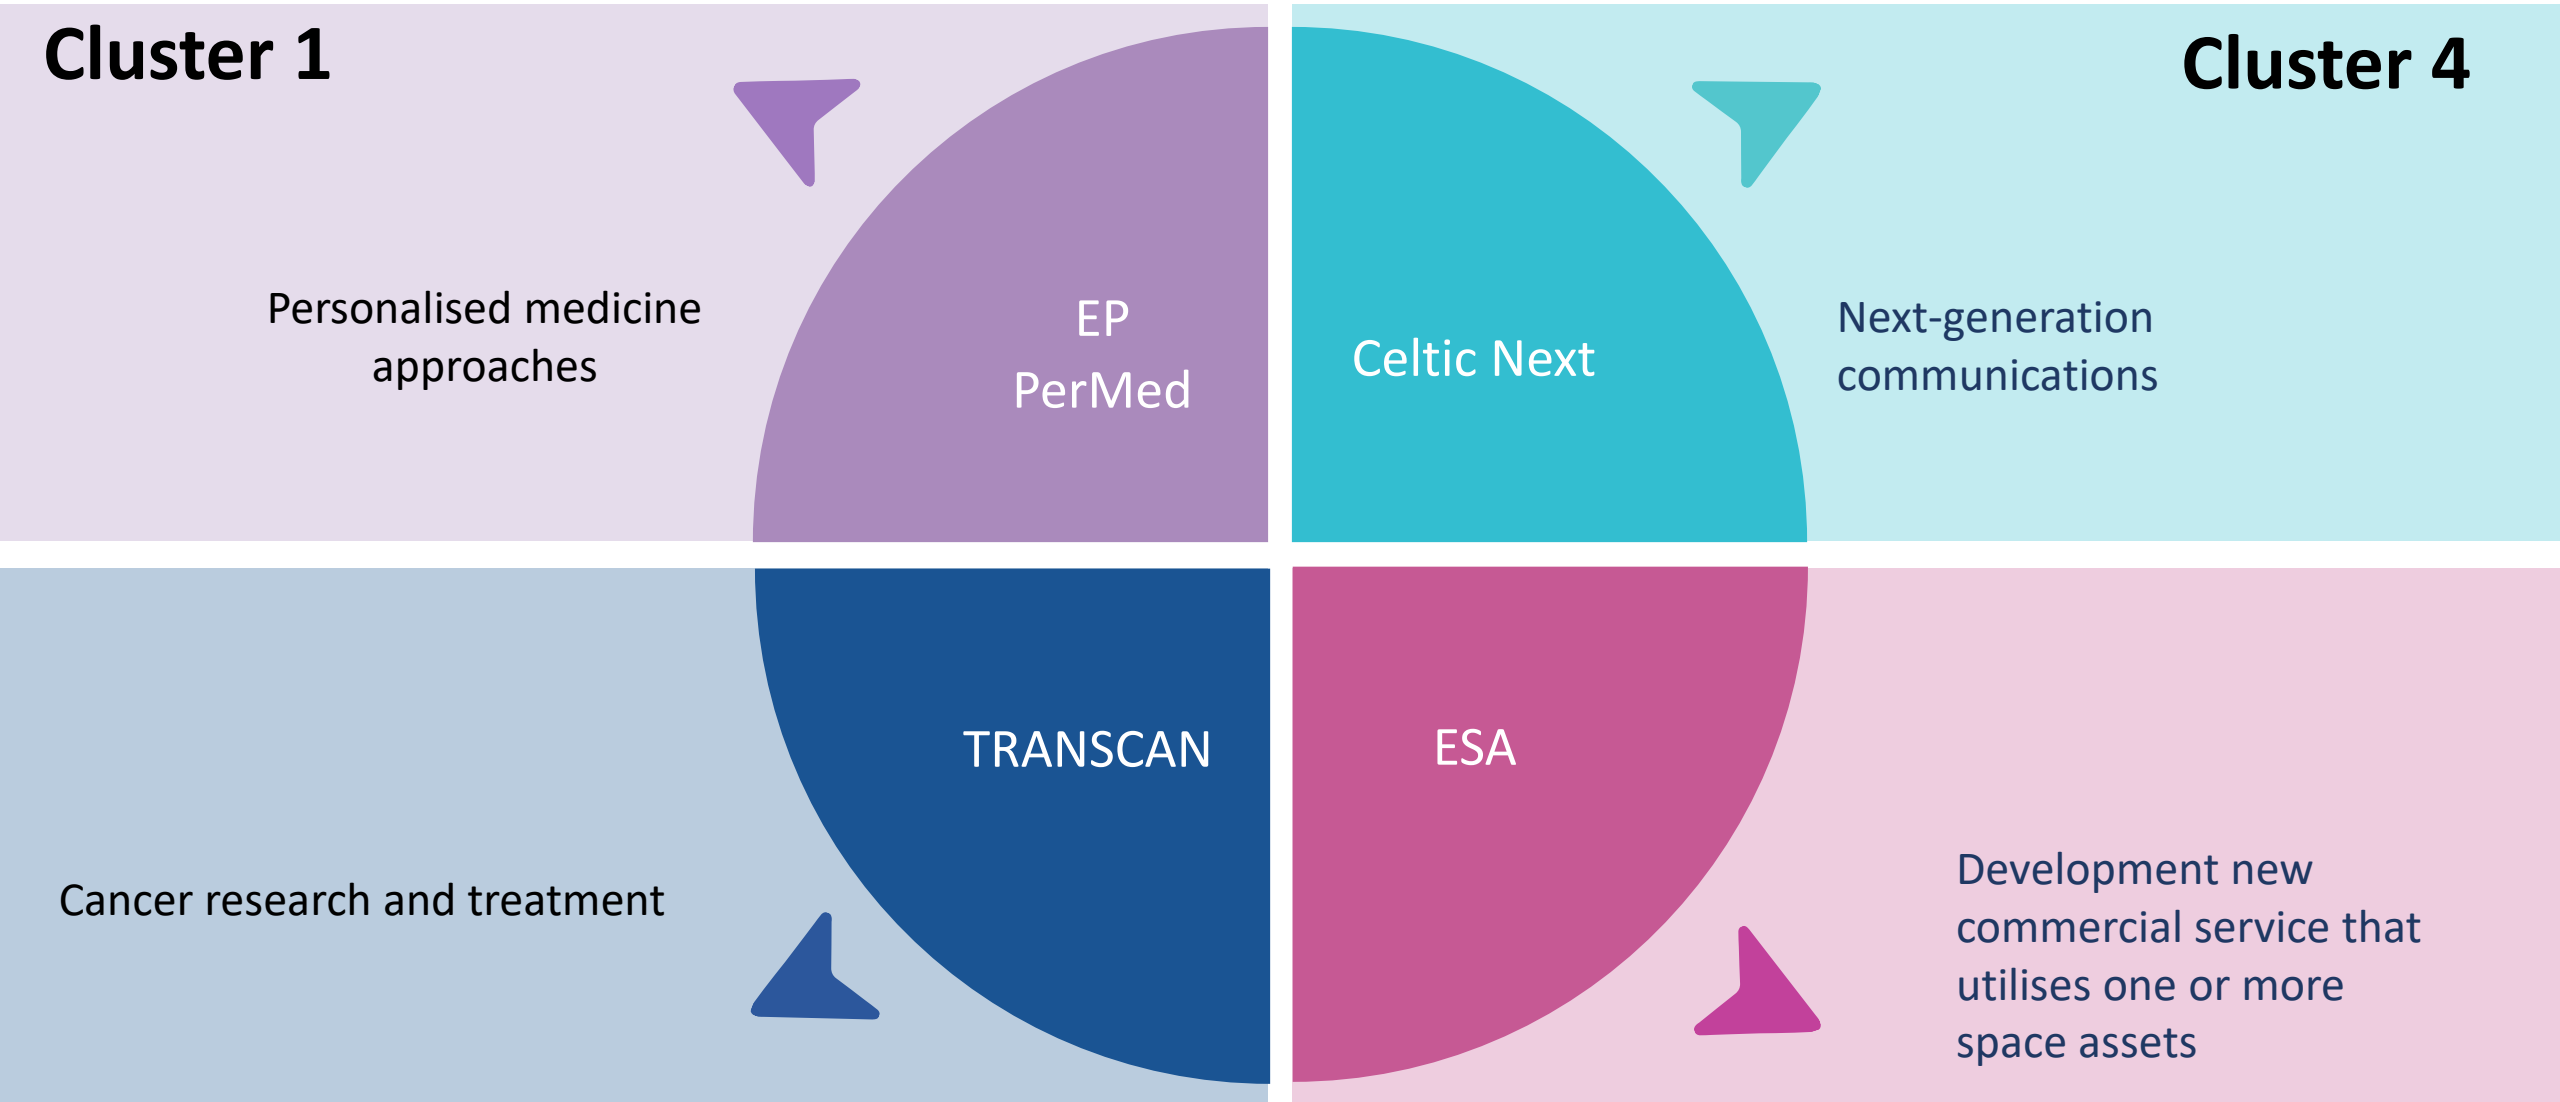 Cluster 1
Personalised medicine
approaches
EP
PerMed
Cluster 4
Celtic Next
Next-generation
communications
TRANSCAN
Cancer research and treatment
ESA
Development new
commercial service that
utilises one or more
space assets